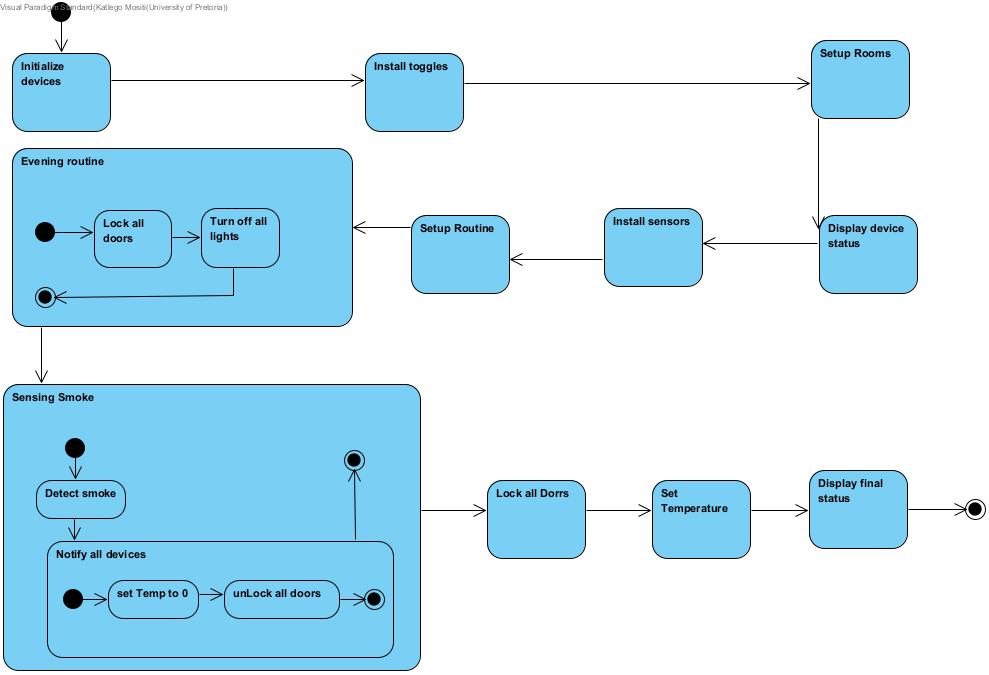 Visual Paradigm Standard(Katlego Mositi(University of Pretoria))
Initialize
devices
Install toggles
Setup Rooms
Evening routine
Lock all
doors
Turn off all
lights
Setup Routine
Install sensors
Display device
status
Sensing Smoke
Detect smoke
Notify all devices
set Temp to 0
unLock all doors
Lock all Dorrs
Set
Temperature
Display final
status